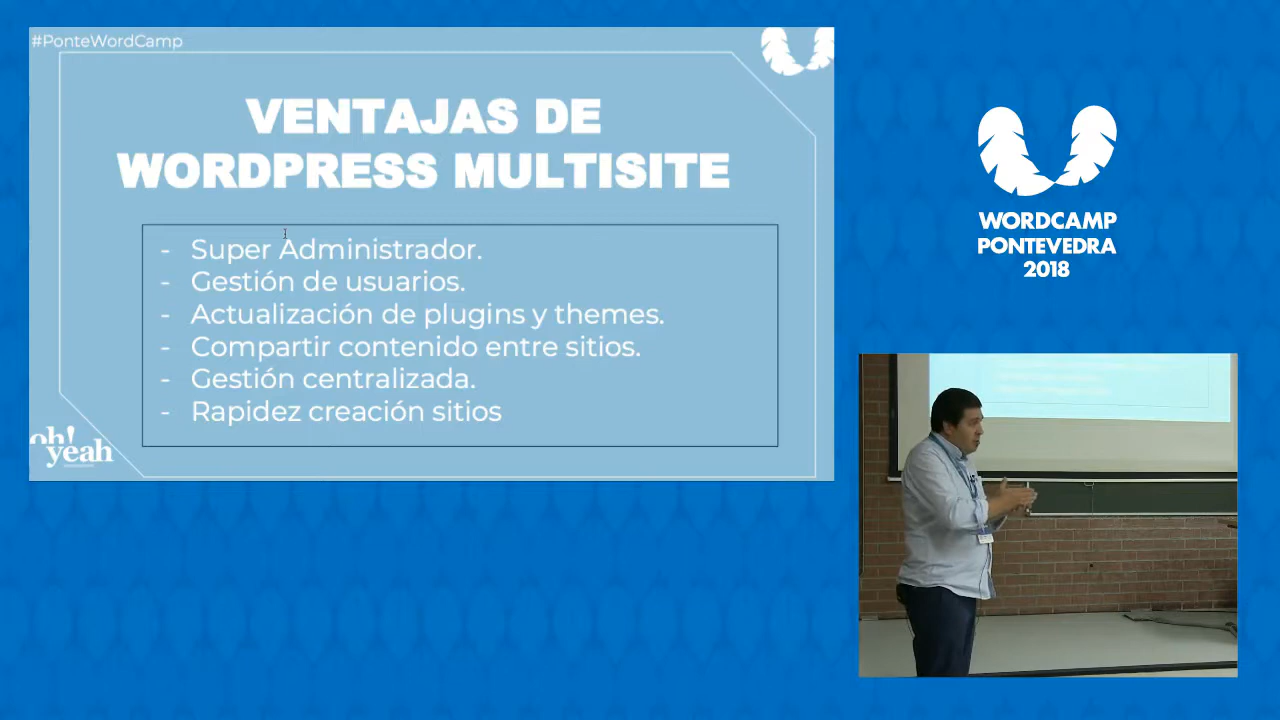 #PonteWordCamp
VENTAJAS DE
WORDPRESS MULTISITE
- Super Administrador.
- Gestión de usuarios.
- Actualización de plugins y themes.
- Compartir contenido entre sitios.
- Gestión centralizada.
- Rapidez creación sitios
oh!
yeah
WORDCAMP
PONTEVEDRA
2018